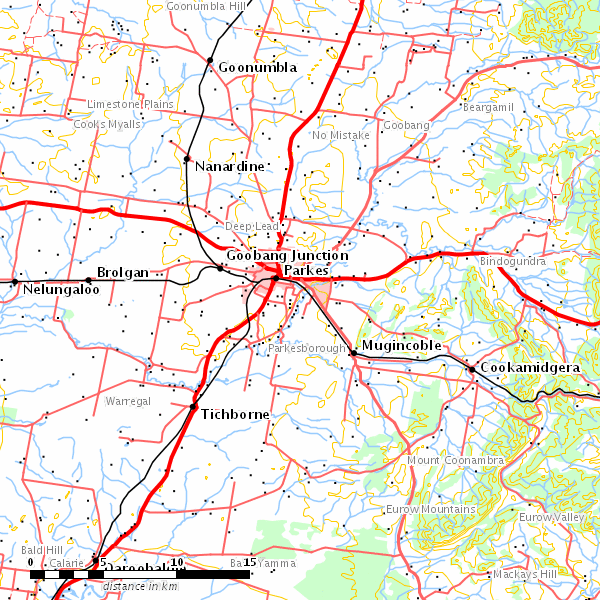 Goonumbla Hill
Goonumbla
Limestone Plains
Beargamil
Cooks Myalls
Goobang
No Mistake
Nanardine
Deep Lead
Goobang Junction
Bindogundra
Brolgan
Parkes
Nelungaloo
Parkesborough
Mugincoble
Cookamidgera
Warregal
Tichborne
Mount Coonambra
Eurow Mountains
Eurow Valley
Bald Hill
Calarie
0 5 10 15
Yamma
Mackays Hill
distance in km